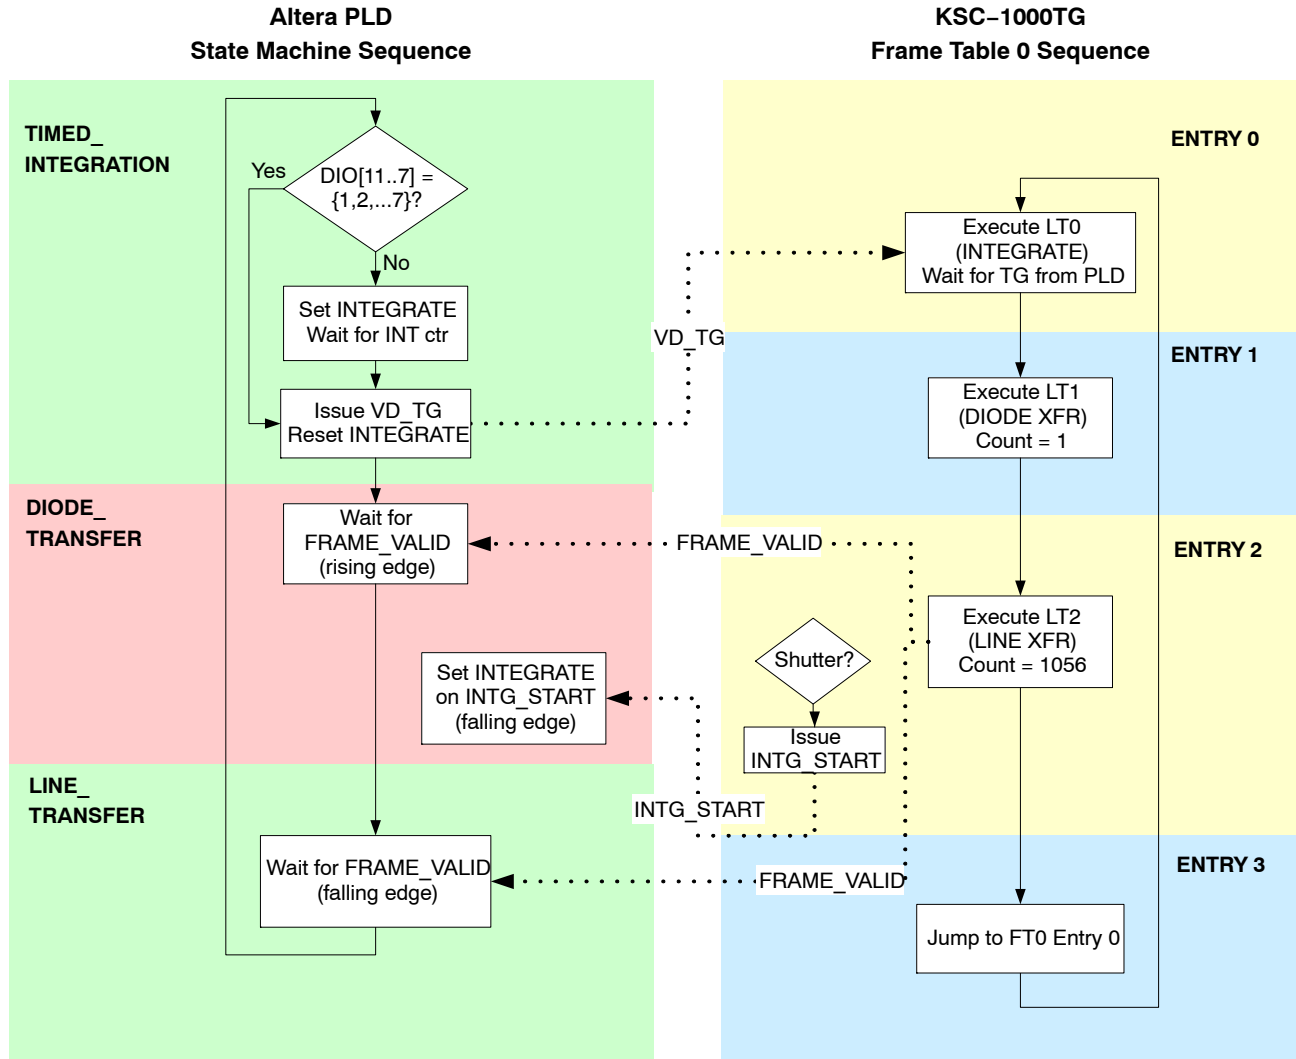 Altera PLD
State Machine Sequence
KSC−1000TG
Frame Table 0 Sequence
TIMED_
INTEGRATION
DIO[11..7] =
{1,2,...7}?
Yes
No
Set INTEGRATE
Wait for INT ctr
Issue VD_TG
Reset INTEGRATE
VD_TG
ENTRY 0
Execute LT0
(INTEGRATE)
Wait for TG from PLD
ENTRY 1
Execute LT1
(DIODE XFR)
Count = 1
DIODE_
TRANSFER
Wait for
FRAME_VALID
(rising edge)
FRAME_VALID
ENTRY 2
Execute LT2
(LINE XFR)
Count = 1056
Shutter?
Issue
INTG_START
Set INTEGRATE
on INTG_START
(falling edge)
INTG_START
LINE_
TRANSFER
Wait for FRAME_VALID
(falling edge)
FRAME_VALID
ENTRY 3
Jump to FT0 Entry 0